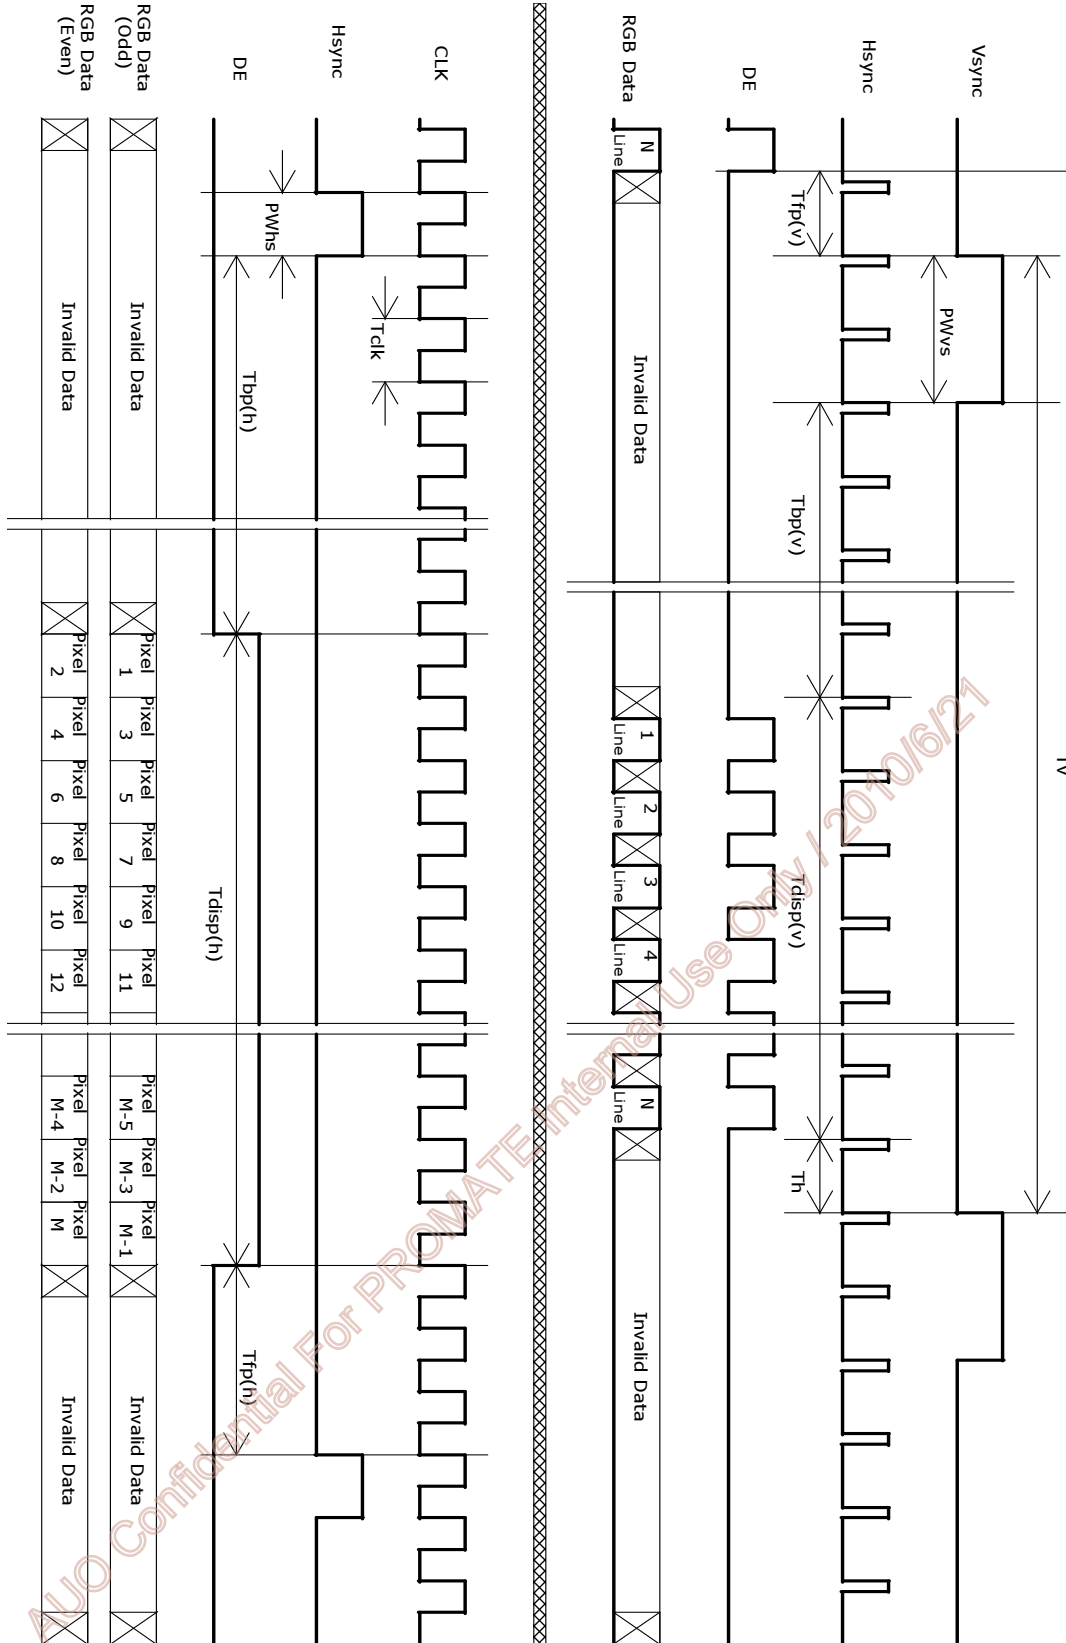 Vsync
Tv
PWvs
Hsync
Tfp(v)
Tbp(v)
Tdisp(v)
Th
DE
RGB Data
Line N
Invalid Data
Line 1
Line 2
Line 3
Line 4
Line N
Invalid Data
CLK
Tclk
Hsync
PWhs
DE
Tbp(h)
Tdisp(h)
Tfp(h)
RGB Data
(Odd)
Invalid Data
Pixel 1
Pixel 3
Pixel 5
Pixel 7
Pixel 9
Pixel 11
Pixel M-5
Pixel M-3
Pixel M-1
Invalid Data
RGB Data
(Even)
Invalid Data
Pixel 2
Pixel 4
Pixel 6
Pixel 8
Pixel 10
Pixel 12
Pixel M-4
Pixel M-2
Pixel M
Invalid Data
AUO Confidential For PROMATE Internal Use Only / 2010/6/21